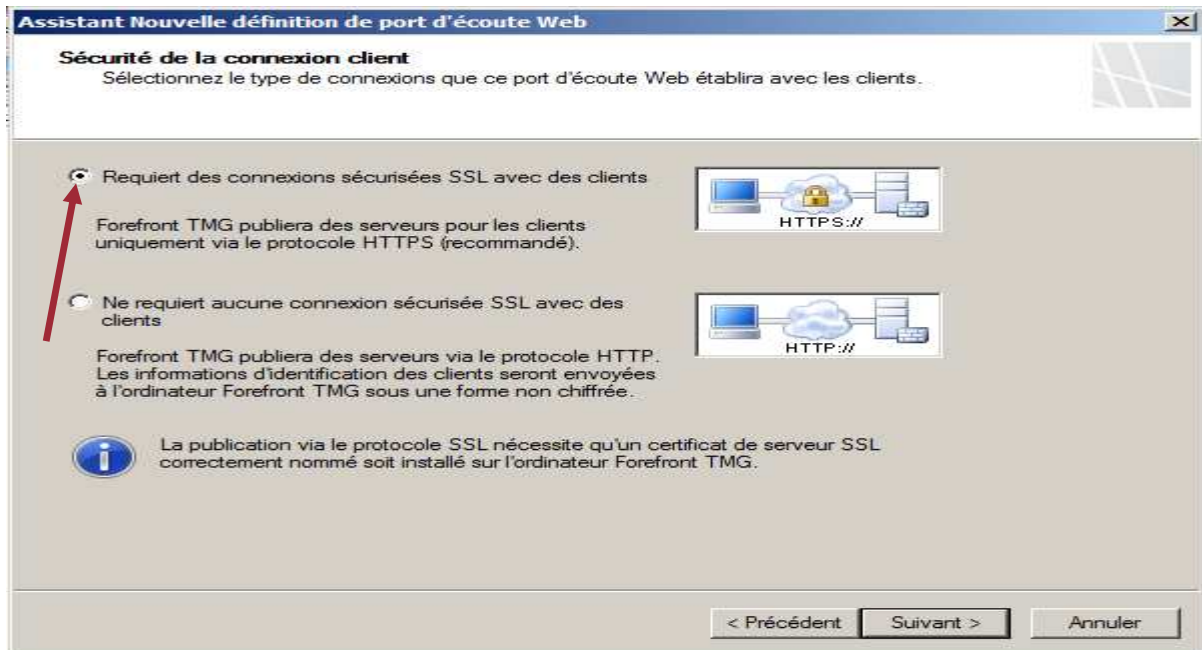 Assistant Nouvelle définition de port d'écoute Web
Sécurité de la connexion client
Sélectionnez le type de connexions que ce port d'écoute Web établira avec les clients.
Requiert des connexions sécurisées SSL avec des clients
HTTPS://
Forefront TMG publiera des serveurs pour les clients
uniquement via le protocole HTTPS (recommandé).
Ne requiert aucune connexion sécurisée SSL avec des
clients
HTTP://
Forefront TMG publiera des serveurs via le protocole HTTP.
Les informations d'identification des clients seront envoyées
à l'ordinateur Forefront TMG sous une forme non chiffrée.
La publication via le protocole SSL nécessite qu'un certificat de serveur SSL
correctement nommé soit installé sur l'ordinateur Forefront TMG.
< Précédent
Suivant >
Annuler